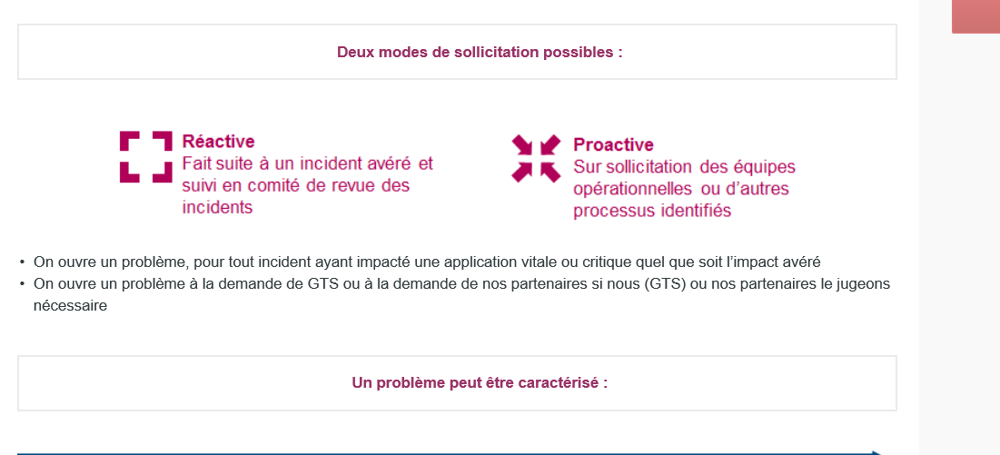 Deux modes de sollicitation possibles :
Réactive
Fait suite à un incident avéré et
suivi en comité de revue des
incidents
Proactive
Sur sollicitation des équipes
opérationnelles ou d'autres
processus identifiés
• On ouvre un problème, pour tout incident ayant impacté une application vitale ou critique quel que soit l'impact avéré
• On ouvre un problème à la demande de GTS ou à la demande de nos partenaires si nous (GTS) ou nos partenaires le jugeons
nécessaire
Un problème peut être caractérisé :